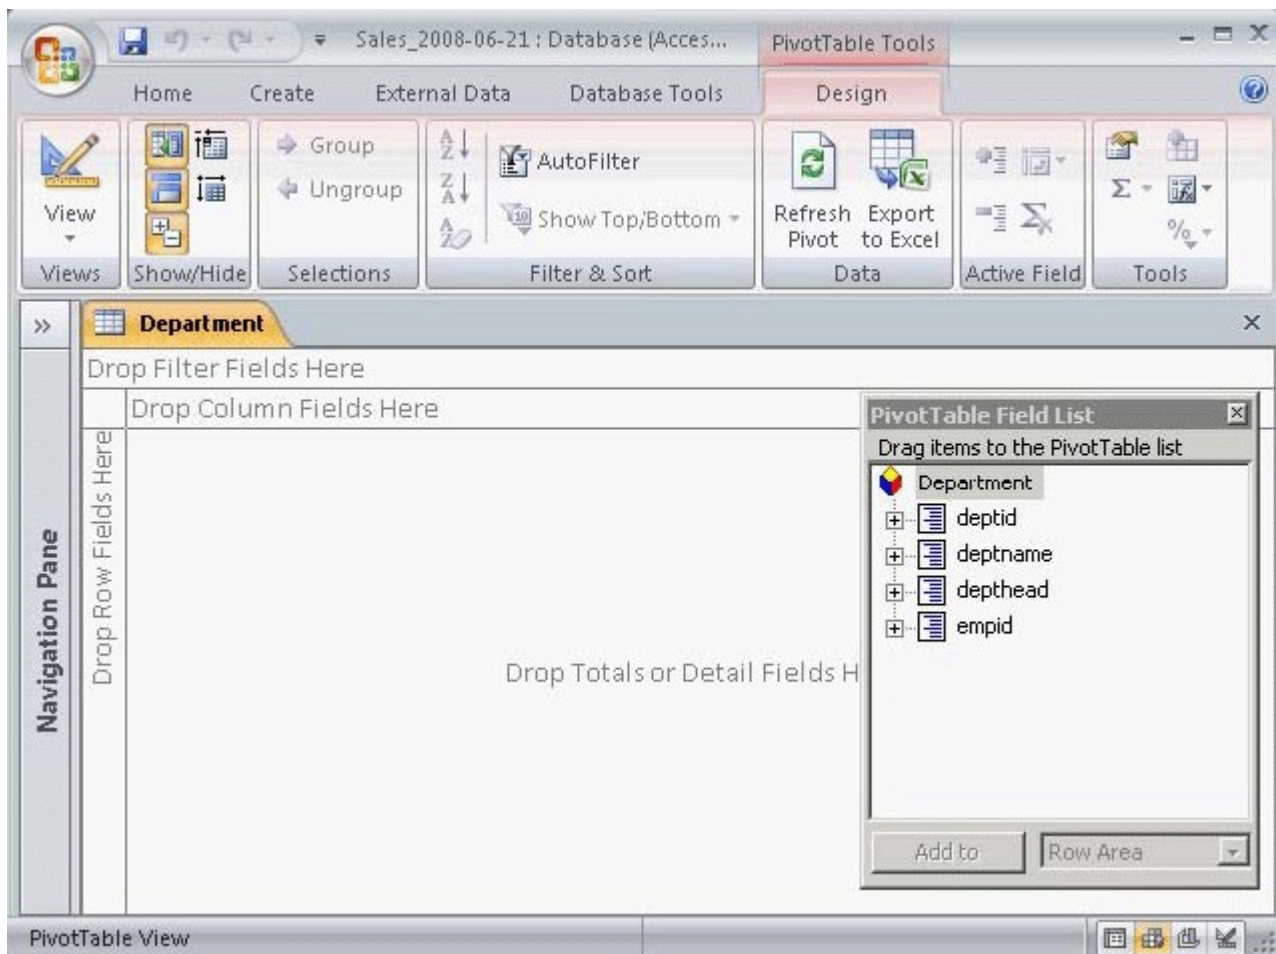 Sales_2008-06-21 : Database (Acces...
PivotTable Tools
Home Create External Data Database Tools Design
View
Group
Ungroup
AutoFilter
Show Top/Bottom
Refresh Pivot
Export to Excel
Views Show/Hide Selections Filter & Sort Data Active Field Tools
Department
Drop Filter Fields Here
Drop Column Fields Here
Drop Row Fields Here
Drop Totals or Detail Fields H
Navigation Pane
PivotTable Field List
Drag items to the PivotTable list
Department
deptid
deptname
depthead
empid
Add to Row Area
PivotTable View